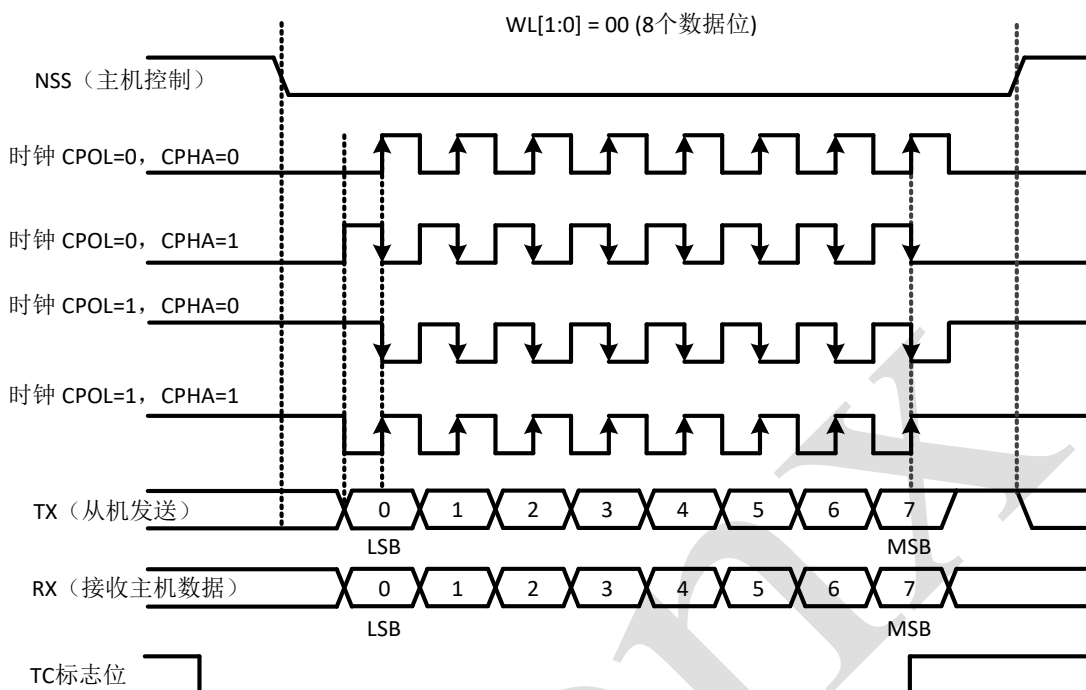 WL[1:0] = 00 (8个数据位)
NSS（主机控制）
时钟 CPOL=0，CPHA=0
时钟 CPOL=0，CPHA=1
时钟 CPOL=1，CPHA=0
时钟 CPOL=1，CPHA=1
TX（从机发送） 0 1 2 3 4 5 6 7
LSB MSB
RX（接收主机数据） 0 1 2 3 4 5 6 7
LSB MSB
TC标志位